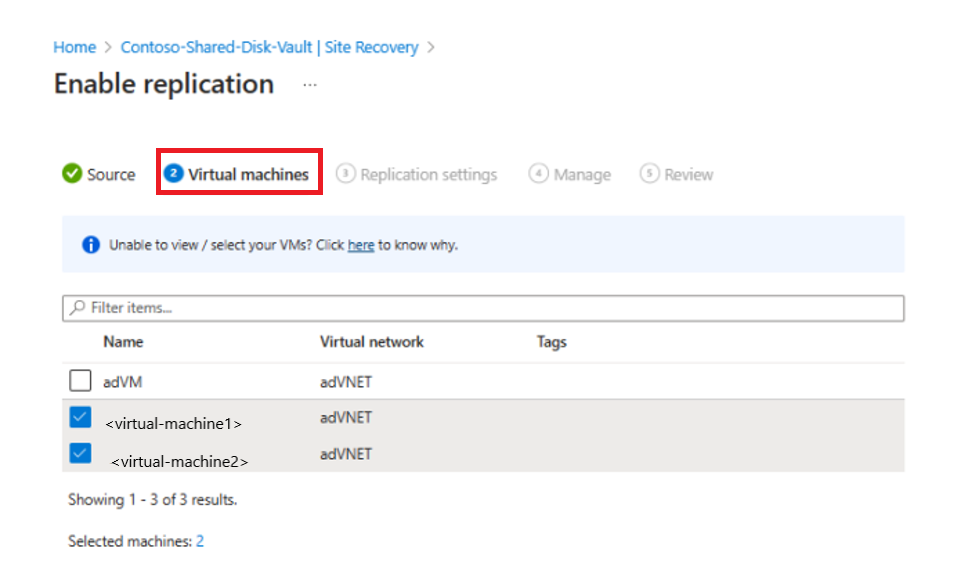 Home > Contoso-Shared-Disk-Vault | Site Recovery >
Enable replication ...
Source 2 Virtual machines 3 Replication settings 4 Manage 5 Review
Unable to view / select your VMs? Click here to know why.
Filter items...
Name Virtual network Tags
adVM adVNET
<virtual-machine1> adVNET
<virtual-machine2> adVNET
Showing 1 - 3 of 3 results.
Selected machines: 2